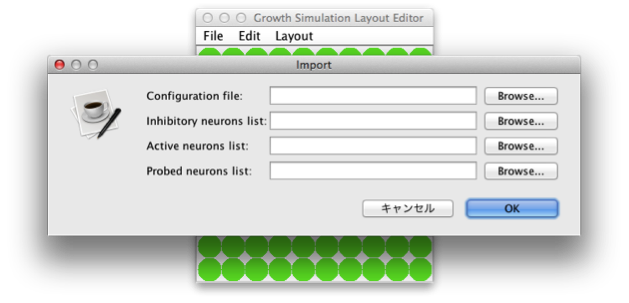 Growth Simulation Layout Editor
File Edit Layout
Import
Configuration file: Browse...
Inhibitory neurons list: Browse...
Active neurons list: Browse...
Probed neurons list: Browse...
キャンセル OK